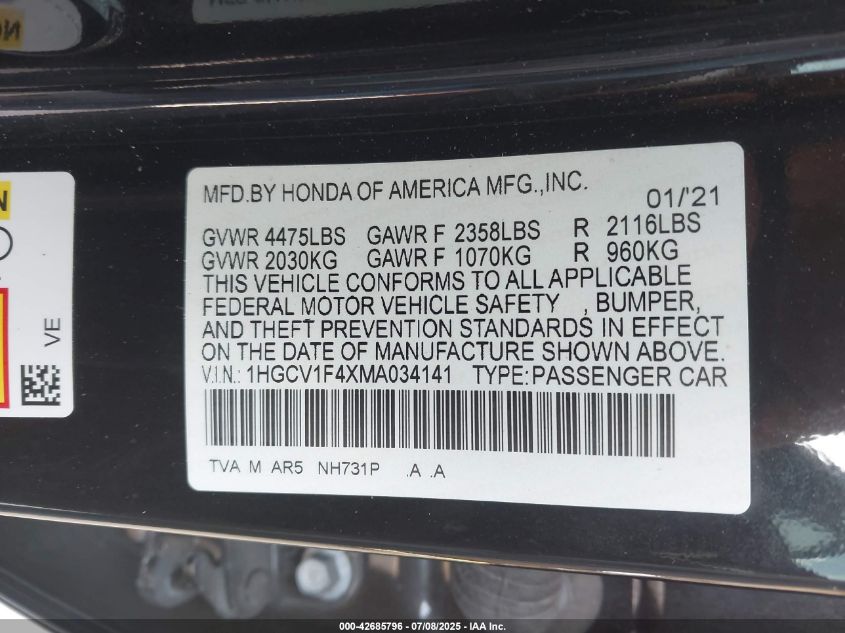 MFD.BY HONDA OF AMERICA MFG.,INC. 01/'21
GVWR 4475LBS GAWR F 2358LBS R 2116LBS
GVWR 2030KG GAWR F 1070KG R 960KG
THIS VEHICLE CONFORMS TO ALL APPLICABLE
FEDERAL MOTOR VEHICLE SAFETY , BUMPER,
AND THEFT PREVENTION STANDARDS IN EFFECT
ON THE DATE OF MANUFACTURE SHOWN ABOVE.
V.I.N.: 1HGCV1F4XMA034141 TYPE:PASSENGER CAR
TVA M AR5 NH731P .A .A
VE
000-42685796 - 07/08/2025 - IAA Inc.